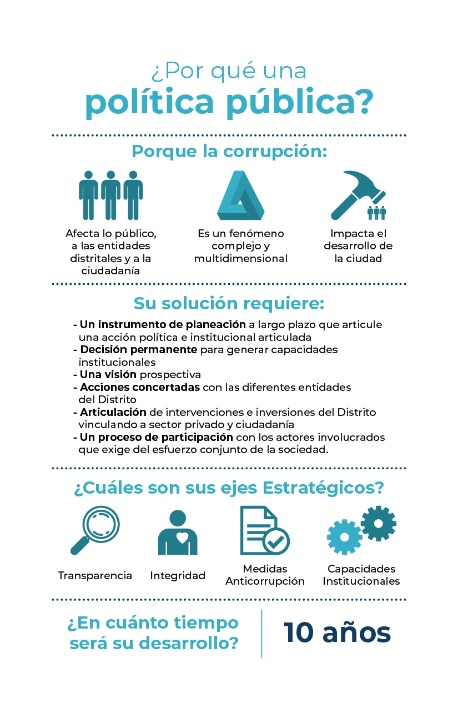 ¿Por qué una
política pública?
Porque la corrupción:
Afecta lo público,
a las entidades
distritales y a la
ciudadanía
Es un fenómeno
complejo y
multidimensional
Impacta el
desarrollo de
la ciudad
Su solución requiere:
- Un instrumento de planeación a largo plazo que articule
una acción política e institucional articulada
- Decisión permanente para generar capacidades
institucionales
- Una visión prospectiva
- Acciones concertadas con las diferentes entidades
del Distrito
- Articulación de intervenciones e inversiones del Distrito
vinculando a sector privado y ciudadanía
- Un proceso de participación con los actores involucrados
que exige del esfuerzo conjunto de la sociedad.
¿Cuáles son sus ejes Estratégicos?
Transparencia
Integridad
Medidas
Anticorrupción
Capacidades
Institucionales
¿En cuánto tiempo
será su desarrollo?
10 años